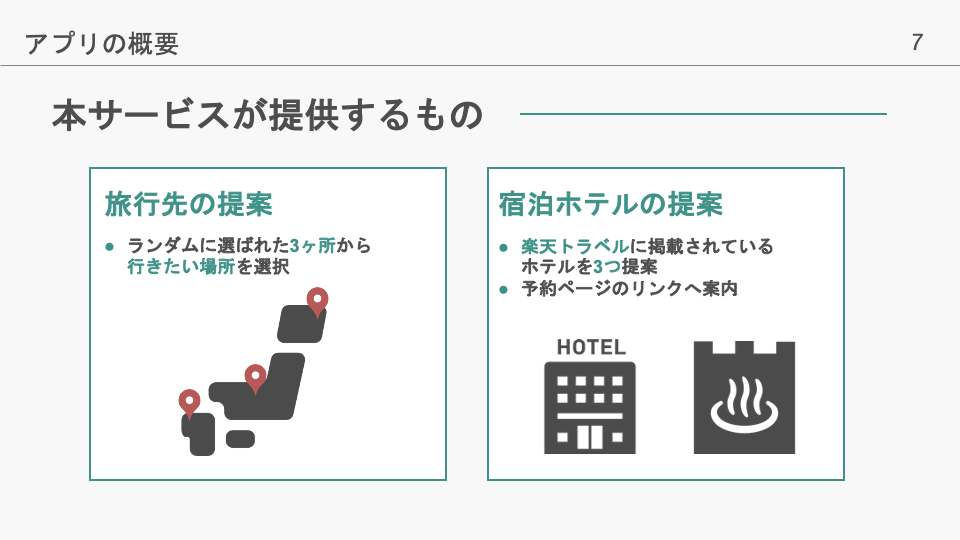 アプリの概要
7
本サービスが提供するもの
旅行先の提案
● ランダムに選ばれた3ヶ所から
行きたい場所を選択
宿泊ホテルの提案
● 楽天トラベルに掲載されている
ホテルを3つ提案
● 予約ページのリンクへ案内
HOTEL